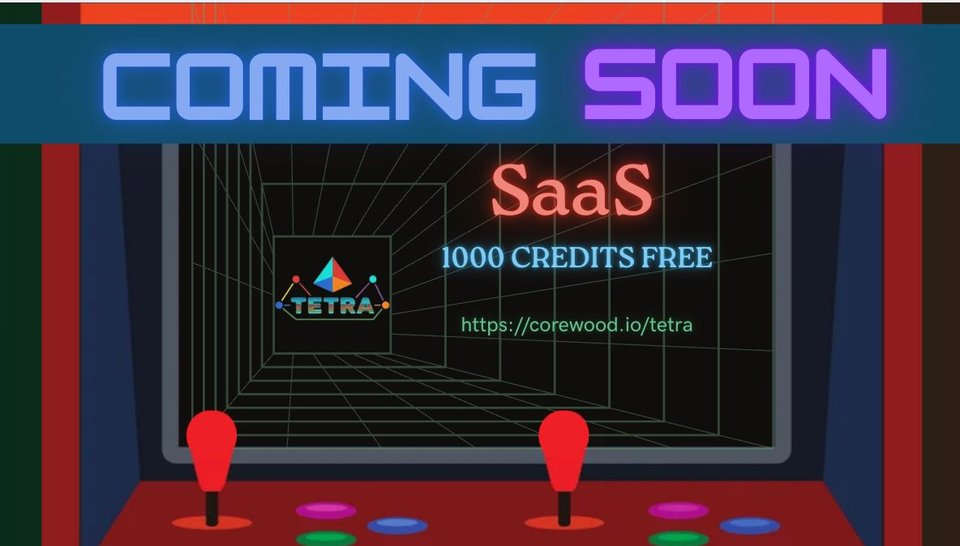 COMING SOON
SaaS
1000 CREDITS FREE
TETRA
https://corewood.io/tetra